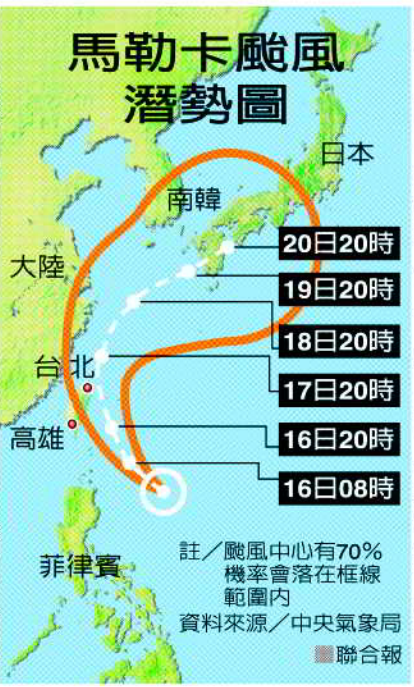 馬勒卡颱風
潛勢圖
日本
南韓
20日20時
大陸
19日20時
18日20時
台北
17日20時
高雄
16日20時
16日08時
菲律賓
註／颱風中心有70%
機率會落在框線
範圍內
資料來源／中央氣象局
聯合報